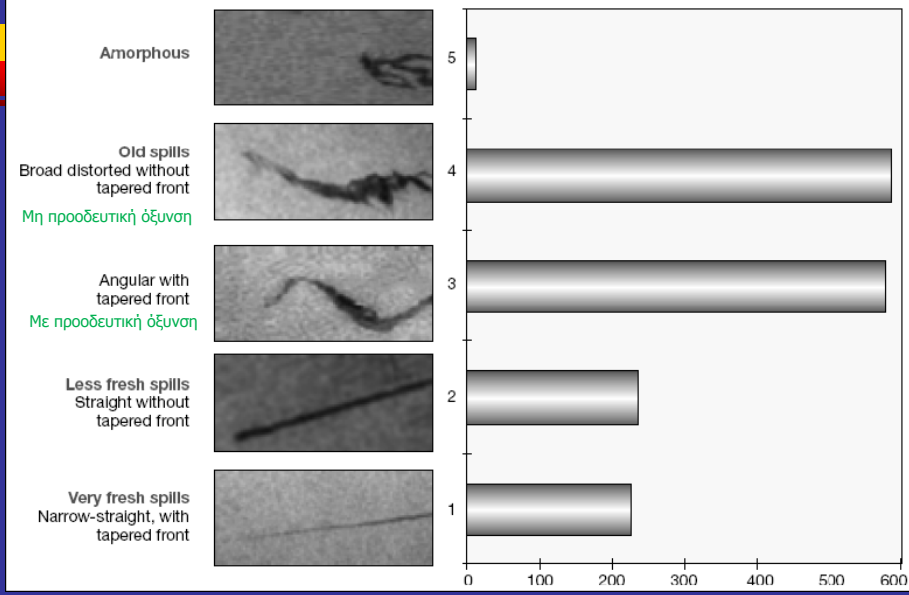 Amorphous
5
Old spills
Broad distorted without
tapered front
Μη προοδευτική όξυνση
4
Angular with
tapered front
Με προοδευτική όξυνση
3
Less fresh spills
Straight without
tapered front
2
Very fresh spills
Narrow-straight, with
tapered front
1
0 100 200 300 400 500 600